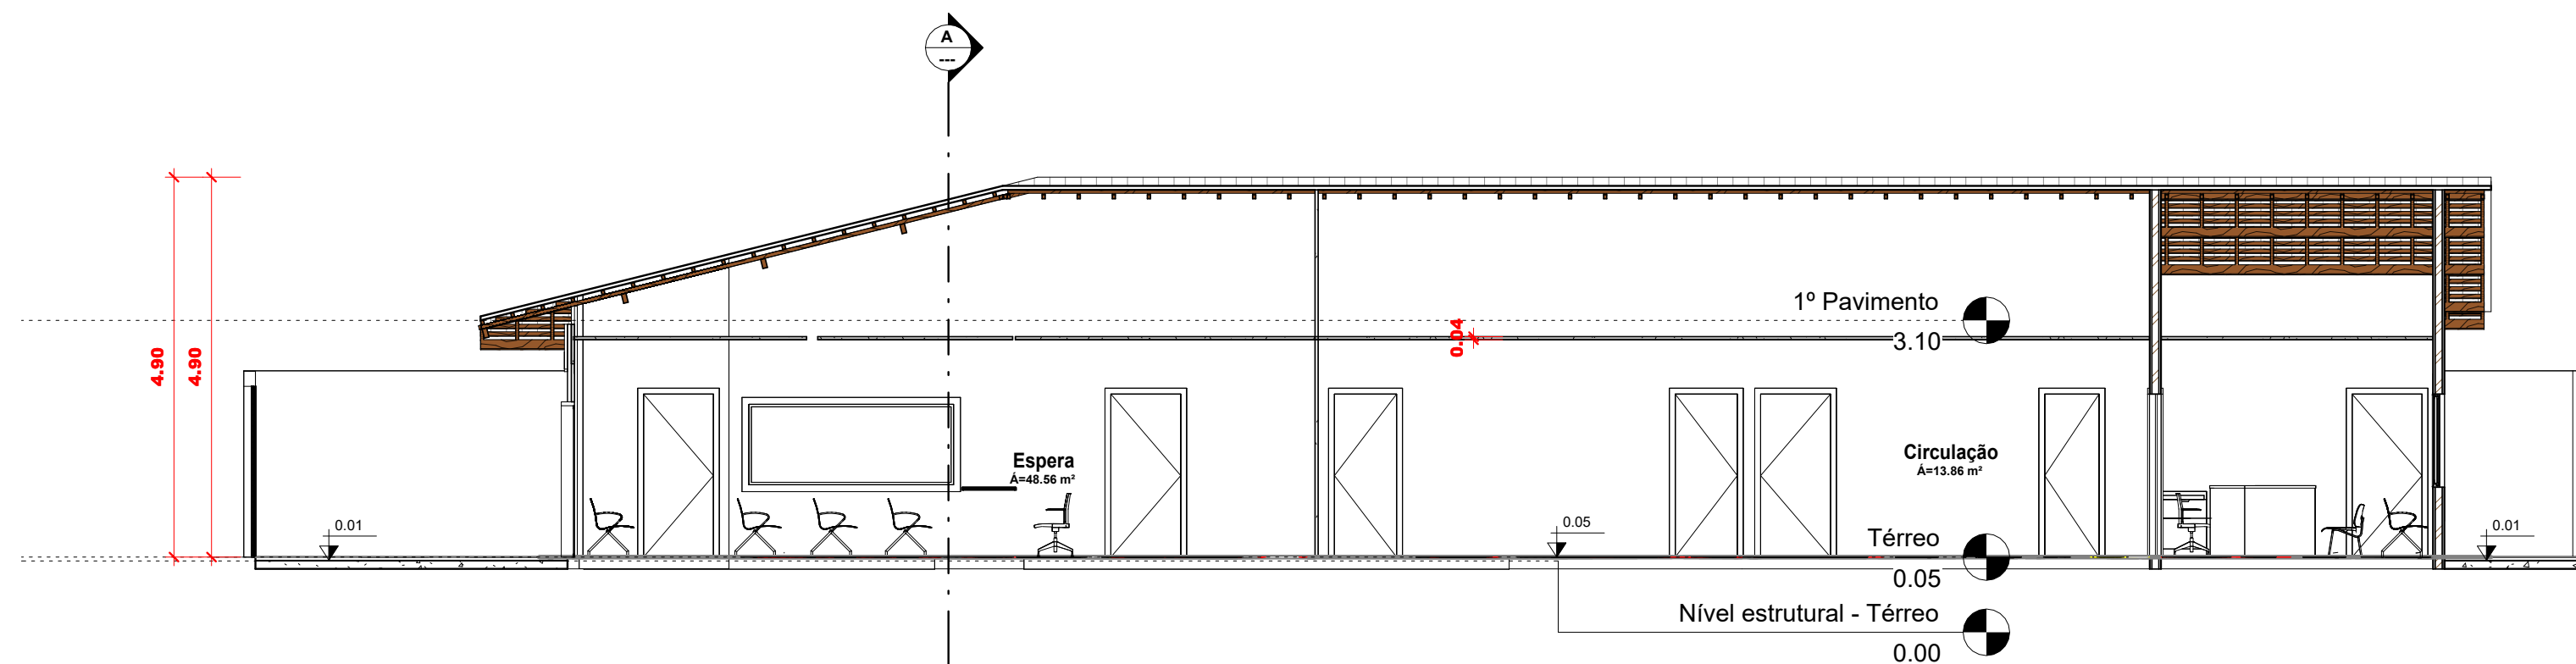 A
---
1º Pavimento
3.10
0.04
4.90
4.90
Espera
Á=48.56 m²
Circulação
Á=13.86 m²
0.01
0.05
0.01
Térreo
0.05
Nível estrutural - Térreo
0.00